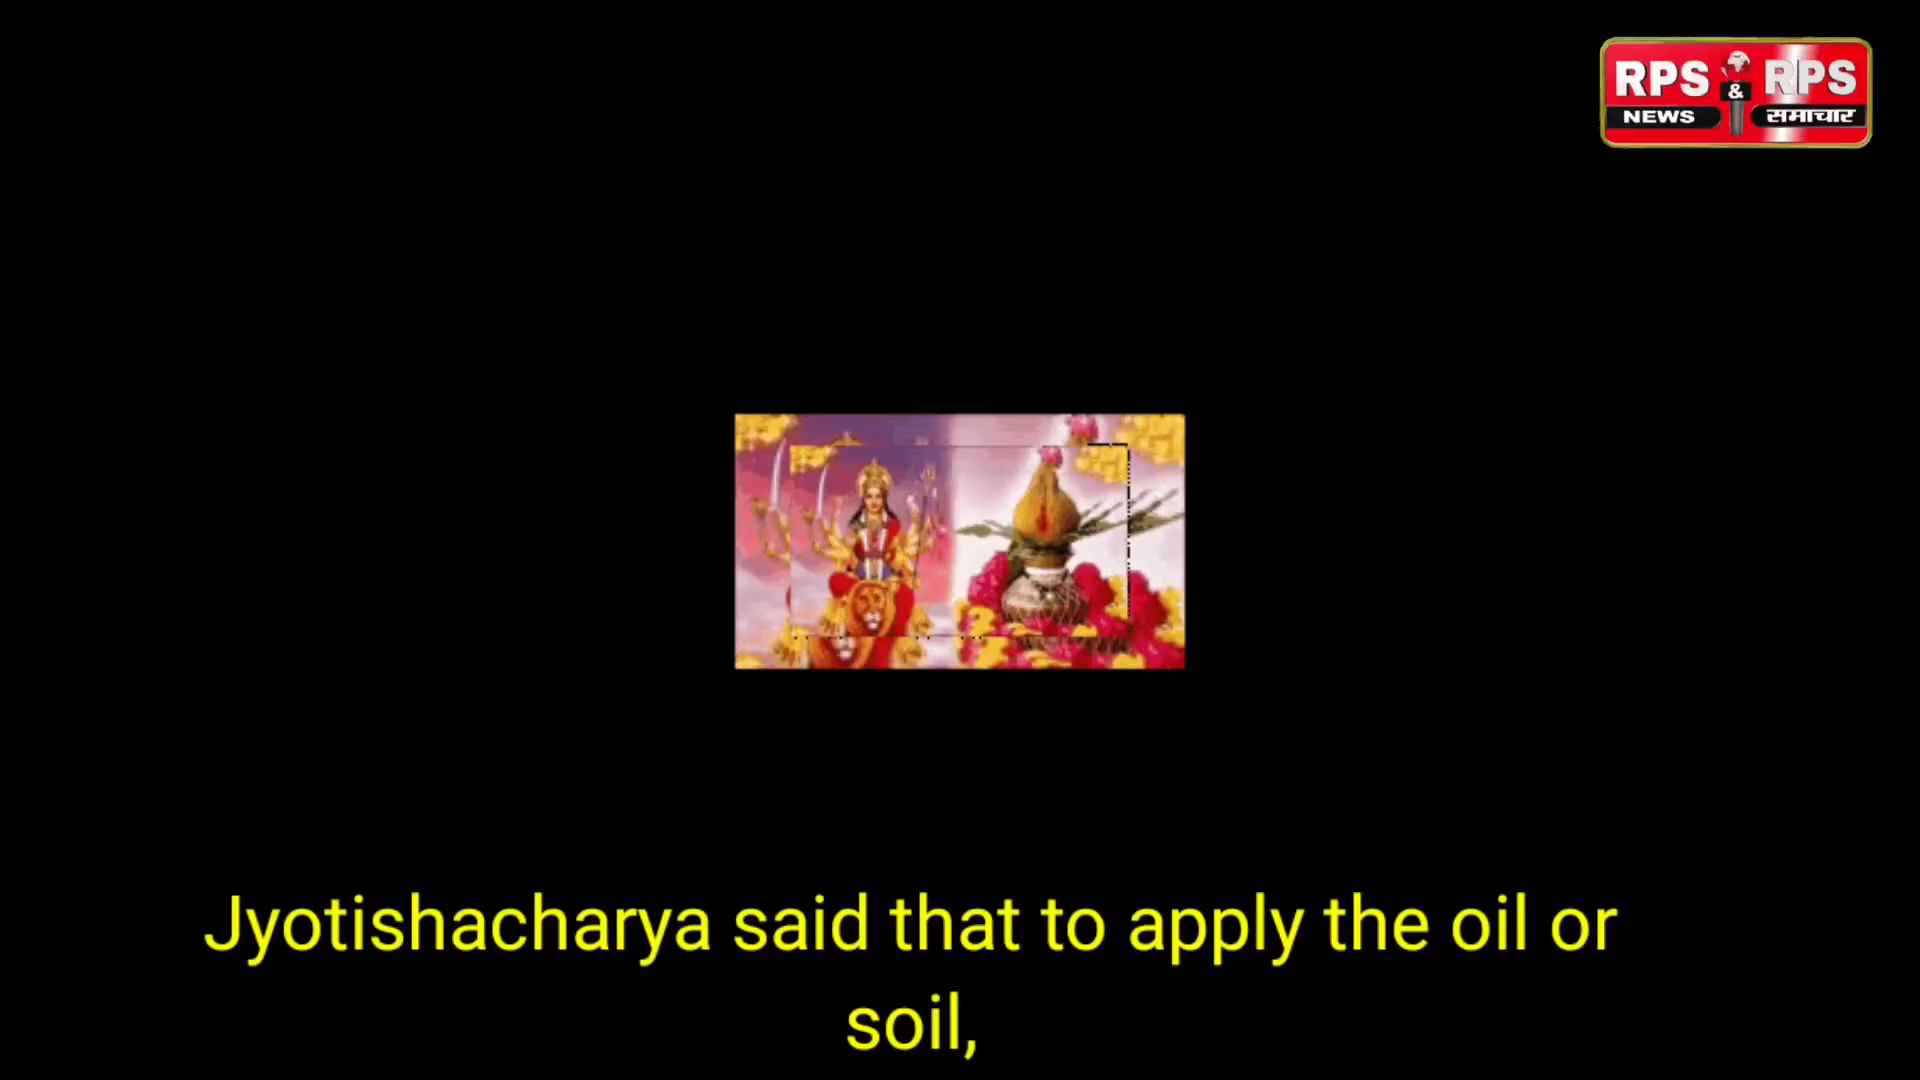 RPS & RPS
NEWS समाचार
Jyotishacharya said that to apply the oil or
soil,